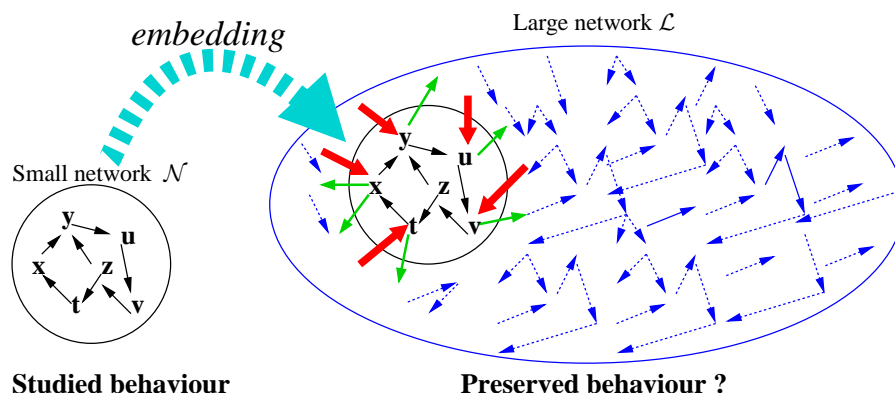 embedding
Large network ℒ
Small network 𝒩
y
u
x
z
t
v
y
u
x
z
t
v
Studied behaviour
Preserved behaviour ?